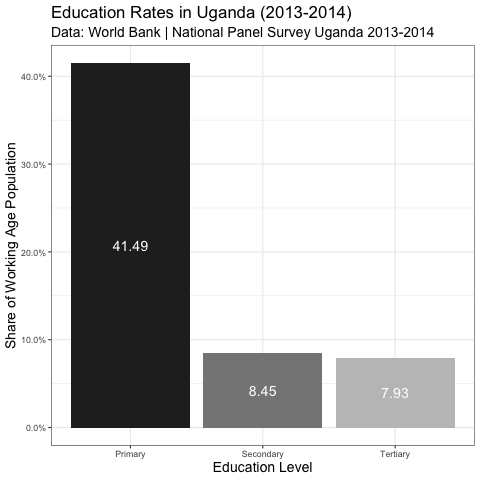 Education Rates in Uganda (2013-2014)
Data: World Bank | National Panel Survey Uganda 2013-2014
Share of Working Age Population
40.0%
30.0%
20.0%
10.0%
0.0%
41.49
8.45
7.93
Primary
Secondary
Tertiary
Education Level